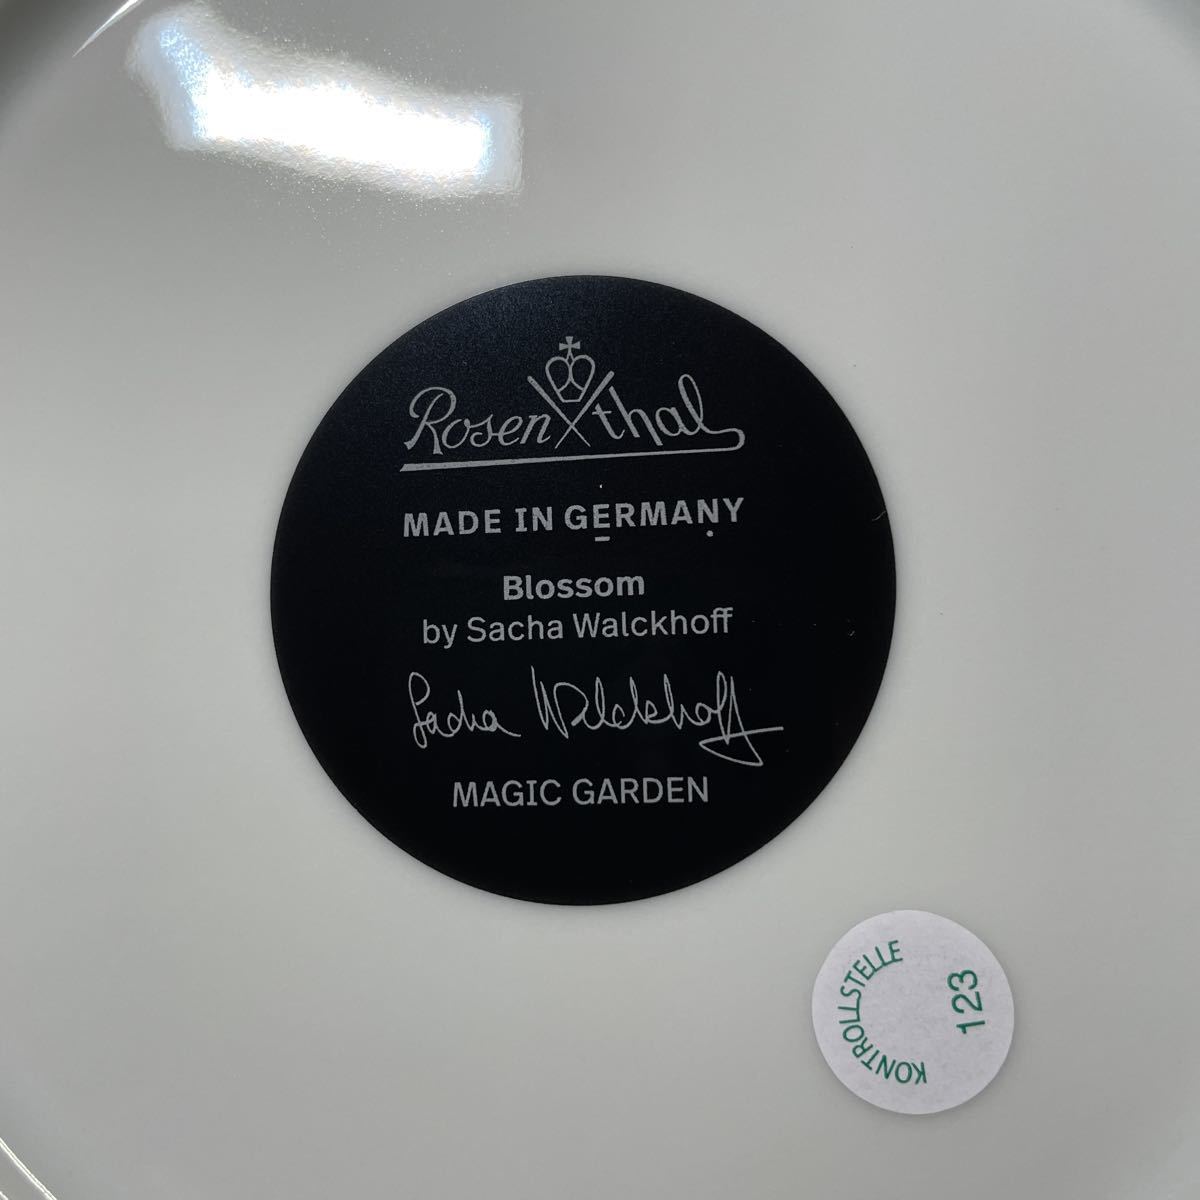 Rosenthal
MADE IN GERMANY
Blossom
by Sacha Walckhoff
Sacha Walckhoff
MAGIC GARDEN
KONTROLLSTELLE
123